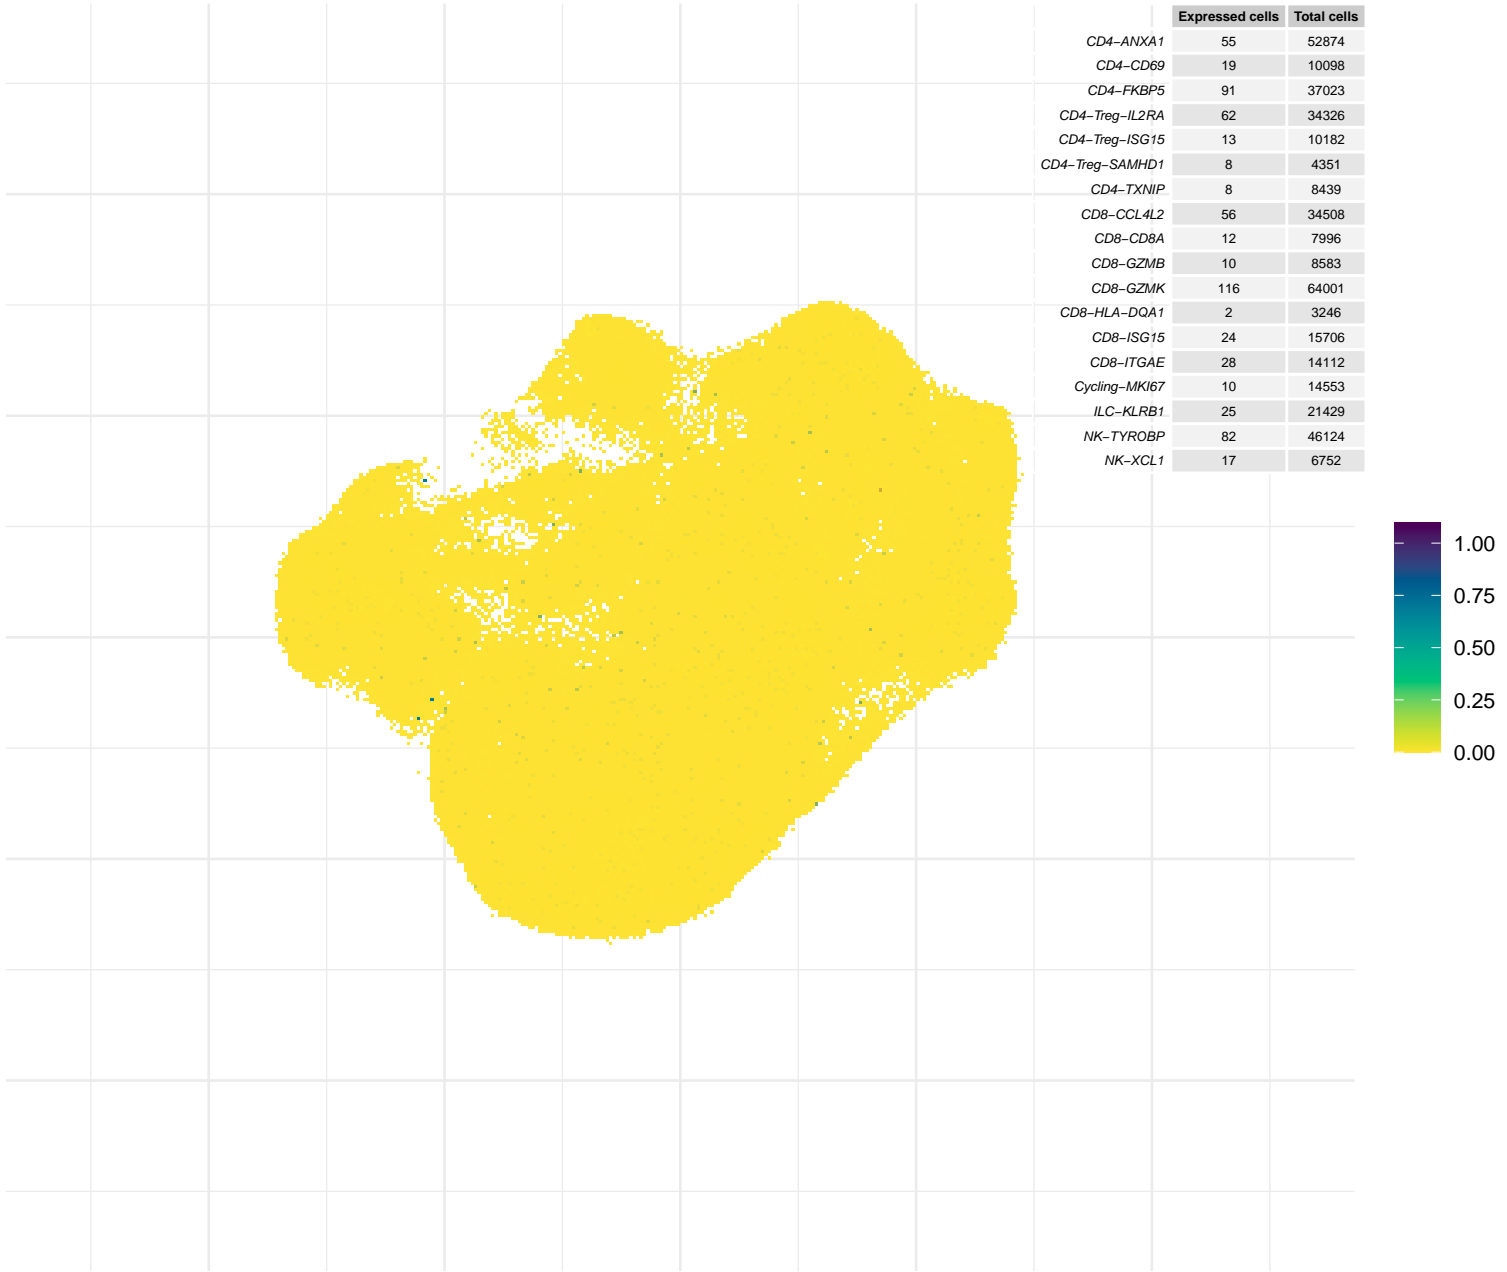 Expressed cells Total cells
CD4−ANXA1 55 52874
CD4−CD69 19 10098
CD4−FKBP5 91 37023
CD4−Treg−IL2RA 62 34326
CD4−Treg−ISG15 13 10182
CD4−Treg−SAMHD1 8 4351
CD4−TXNIP 8 8439
CD8−CCL4L2 56 34508
CD8−CD8A 12 7996
CD8−GZMB 10 8583
CD8−GZMK 116 64001
CD8−HLA−DQA1 2 3246
CD8−ISG15 24 15706
CD8−ITGAE 28 14112
Cycling−MKI67 10 14553
ILC−KLRB1 25 21429
NK−TYROBP 82 46124
NK−XCL1 17 6752
1.00
0.75
0.50
0.25
0.00